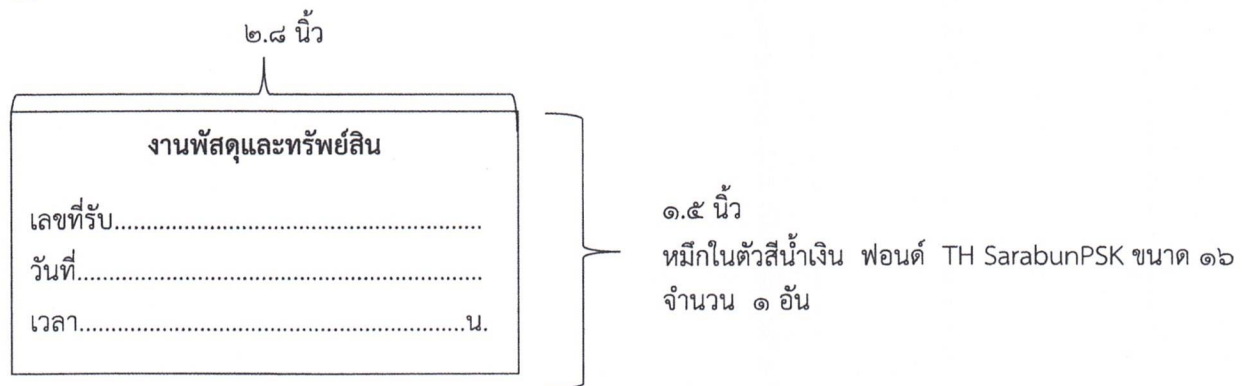 ๒.๘ นิ้ว
งานพัสดุและทรัพย์สิน
เลขที่รับ.........................................................
วันที่...............................................................
เวลา............................................................น.
๑.๕ นิ้ว
หมึกในตัวสีน้ำเงิน ฟอนด์ TH SarabunPSK ขนาด ๑๖
จำนวน ๑ อัน